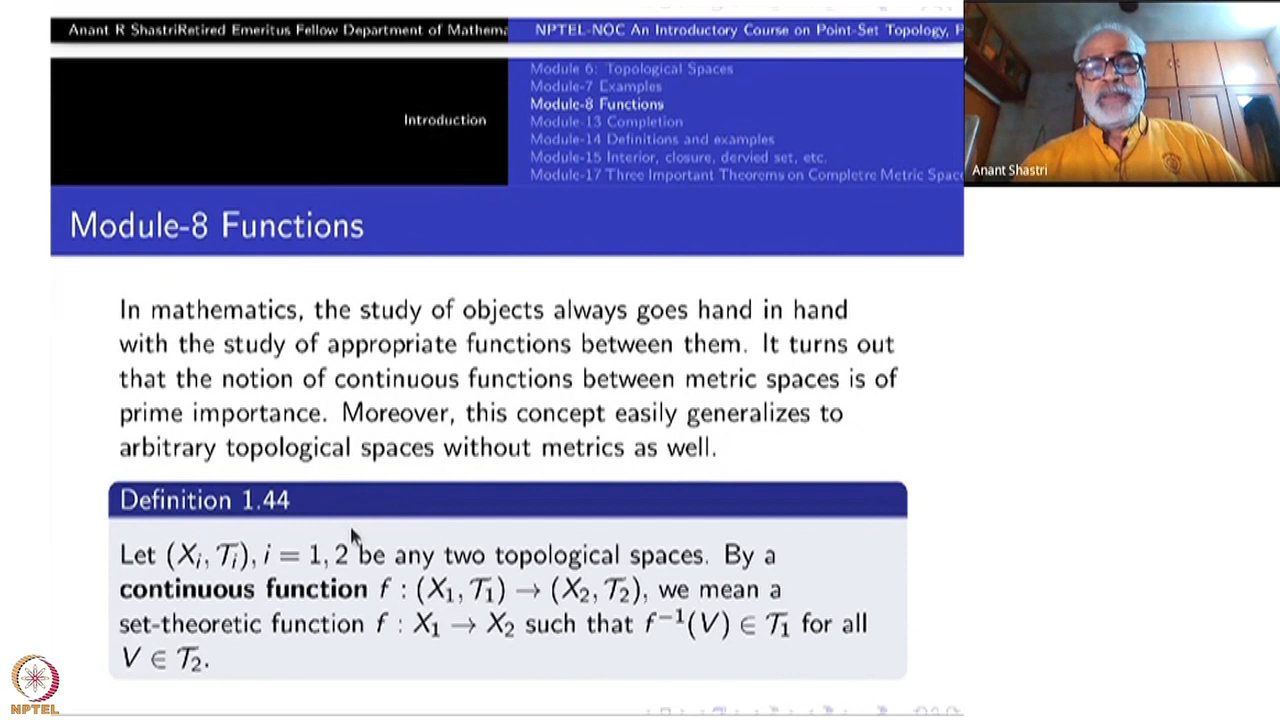 Anant R ShastriRetired Emeritus Fellow Department of Mathema
NPTEL-NOC An Introductory Course on Point-Set Topology, P
Introduction
Module 6: Topological Spaces
Module-7 Examples
Module-8 Functions
Module-13 Completion
Module-14 Definitions and examples
Module-15 Interior, closure, dervied set, etc.
Module-17 Three Important Theorems on Completre Metric Spac
Anant Shastri
Module-8 Functions
In mathematics, the study of objects always goes hand in hand
with the study of appropriate functions between them. It turns out
that the notion of continuous functions between metric spaces is of
prime importance. Moreover, this concept easily generalizes to
arbitrary topological spaces without metrics as well.
Definition 1.44
Let (Xᵢ, 𝒯ᵢ), i = 1, 2 be any two topological spaces. By a
continuous function f : (X₁, 𝒯₁) → (X₂, 𝒯₂), we mean a
set-theoretic function f : X₁ → X₂ such that f⁻¹(V) ∈ 𝒯₁ for all
V ∈ 𝒯₂.
NPTEL